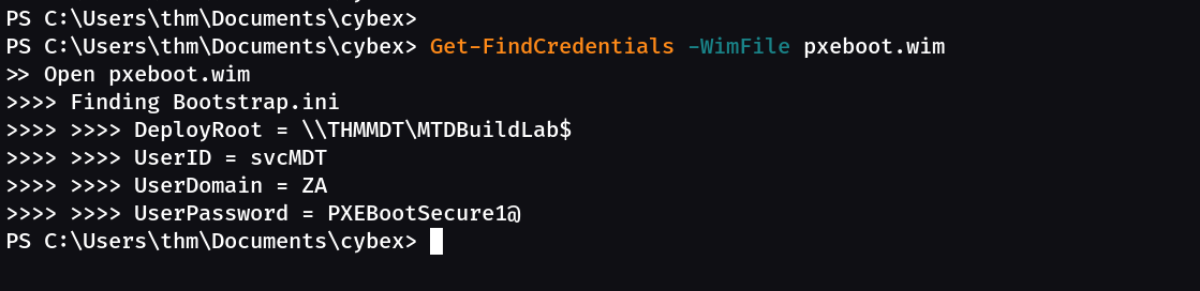 PS C:\Users\thm\Documents\cybex>
PS C:\Users\thm\Documents\cybex> Get-FindCredentials -WimFile pxeboot.wim
>> Open pxeboot.wim
>>>> Finding Bootstrap.ini
>>>> >>>> DeployRoot = \\THMMDT\MTDBuildLab$
>>>> >>>> UserID = svcMDT
>>>> >>>> UserDomain = ZA
>>>> >>>> UserPassword = PXEBootSecure1@
PS C:\Users\thm\Documents\cybex>